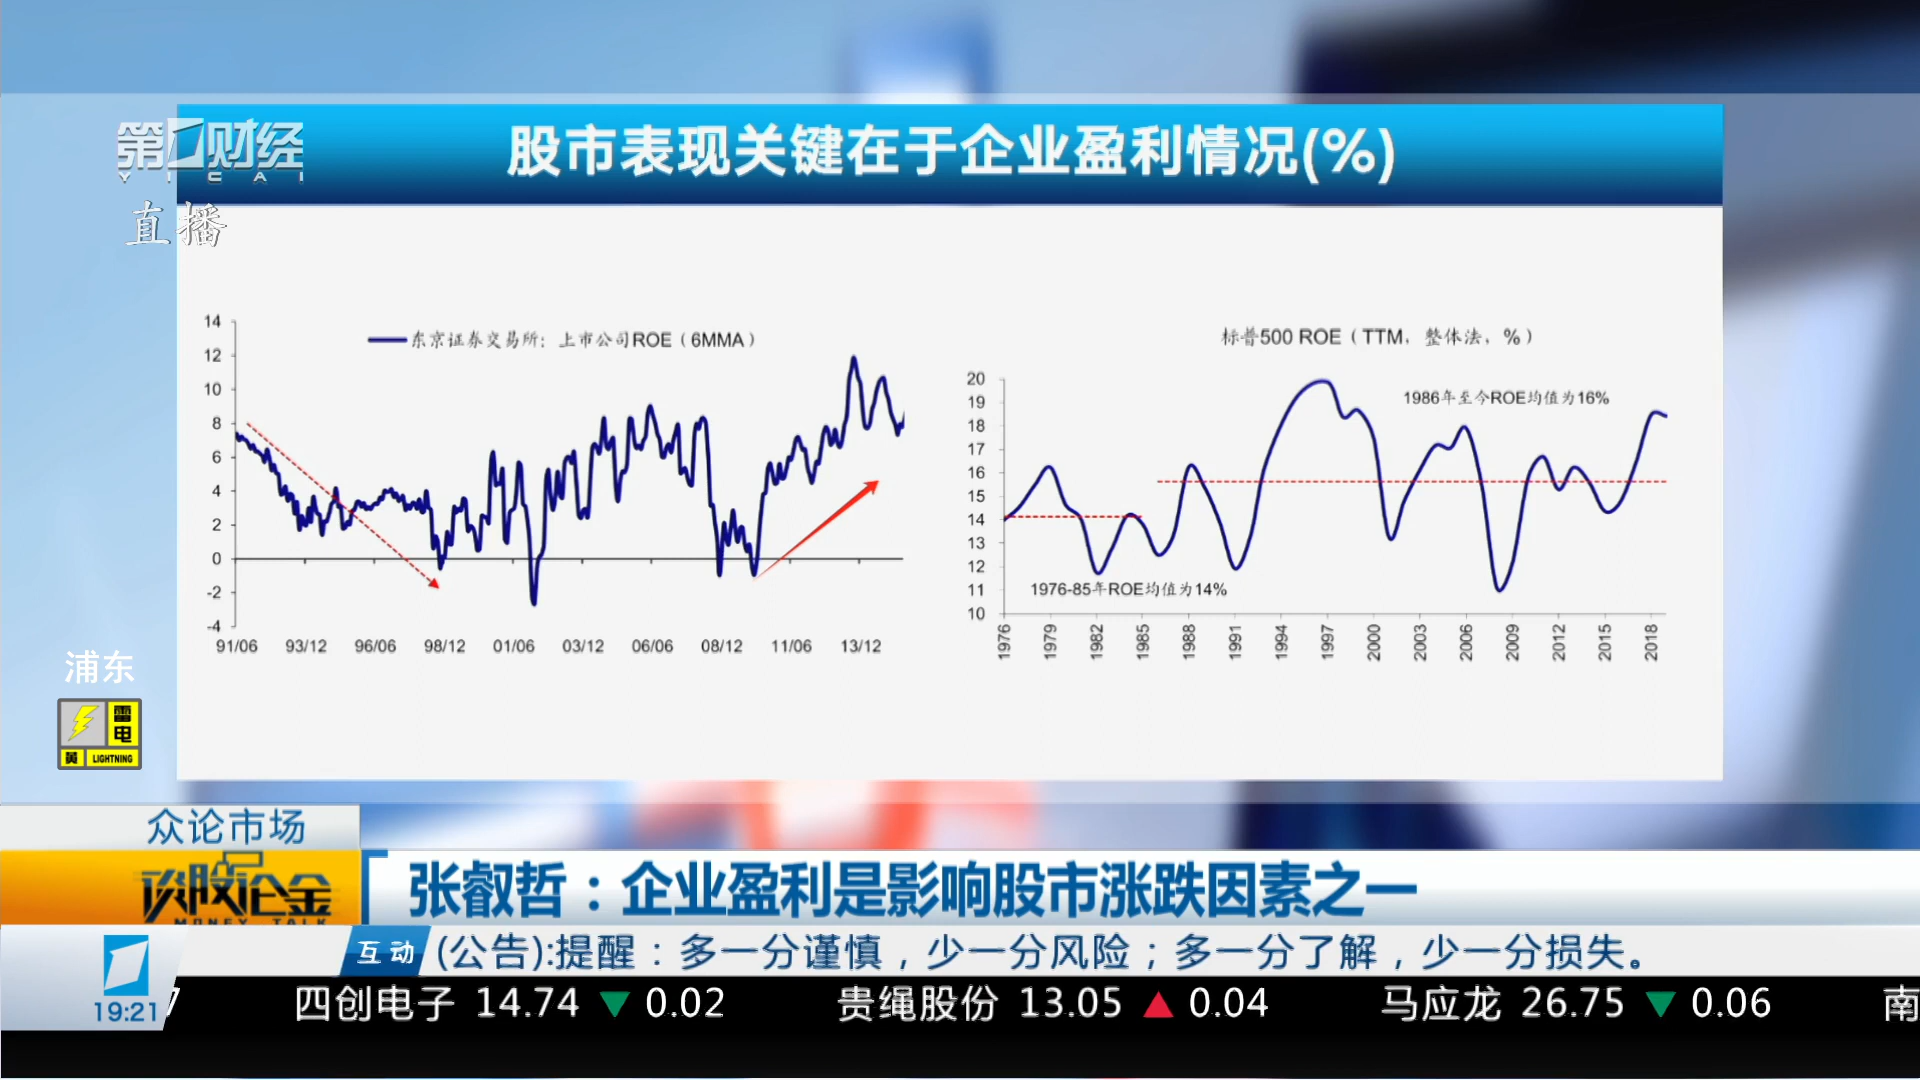 股市表现关键在于企业盈利情况(%)
第一财经
YICAI
直播
东京证券交易所：上市公司ROE（6MMA）
14
12
10
8
6
4
2
0
-2
-4
91/06 93/12 96/06 98/12 01/06 03/12 06/06 08/12 11/06 13/12
标普500 ROE（TTM，整体法，%）
20
19
18
17
16
15
14
13
12
11
10
1986年至今ROE均值为16%
1976-85年ROE均值为14%
1976 1979 1982 1985 1988 1991 1994 1997 2000 2003 2006 2009 2012 2015 2018
浦东
雷电
黄 LIGHTNING
众论市场
谈股论金
MONEY TALK
张叡哲：企业盈利是影响股市涨跌因素之一
互动 (公告):提醒：多一分谨慎，少一分风险；多一分了解，少一分损失。
19:21
7 四创电子 14.74 ▼ 0.02 贵绳股份 13.05 ▲ 0.04 马应龙 26.75 ▼ 0.06 南